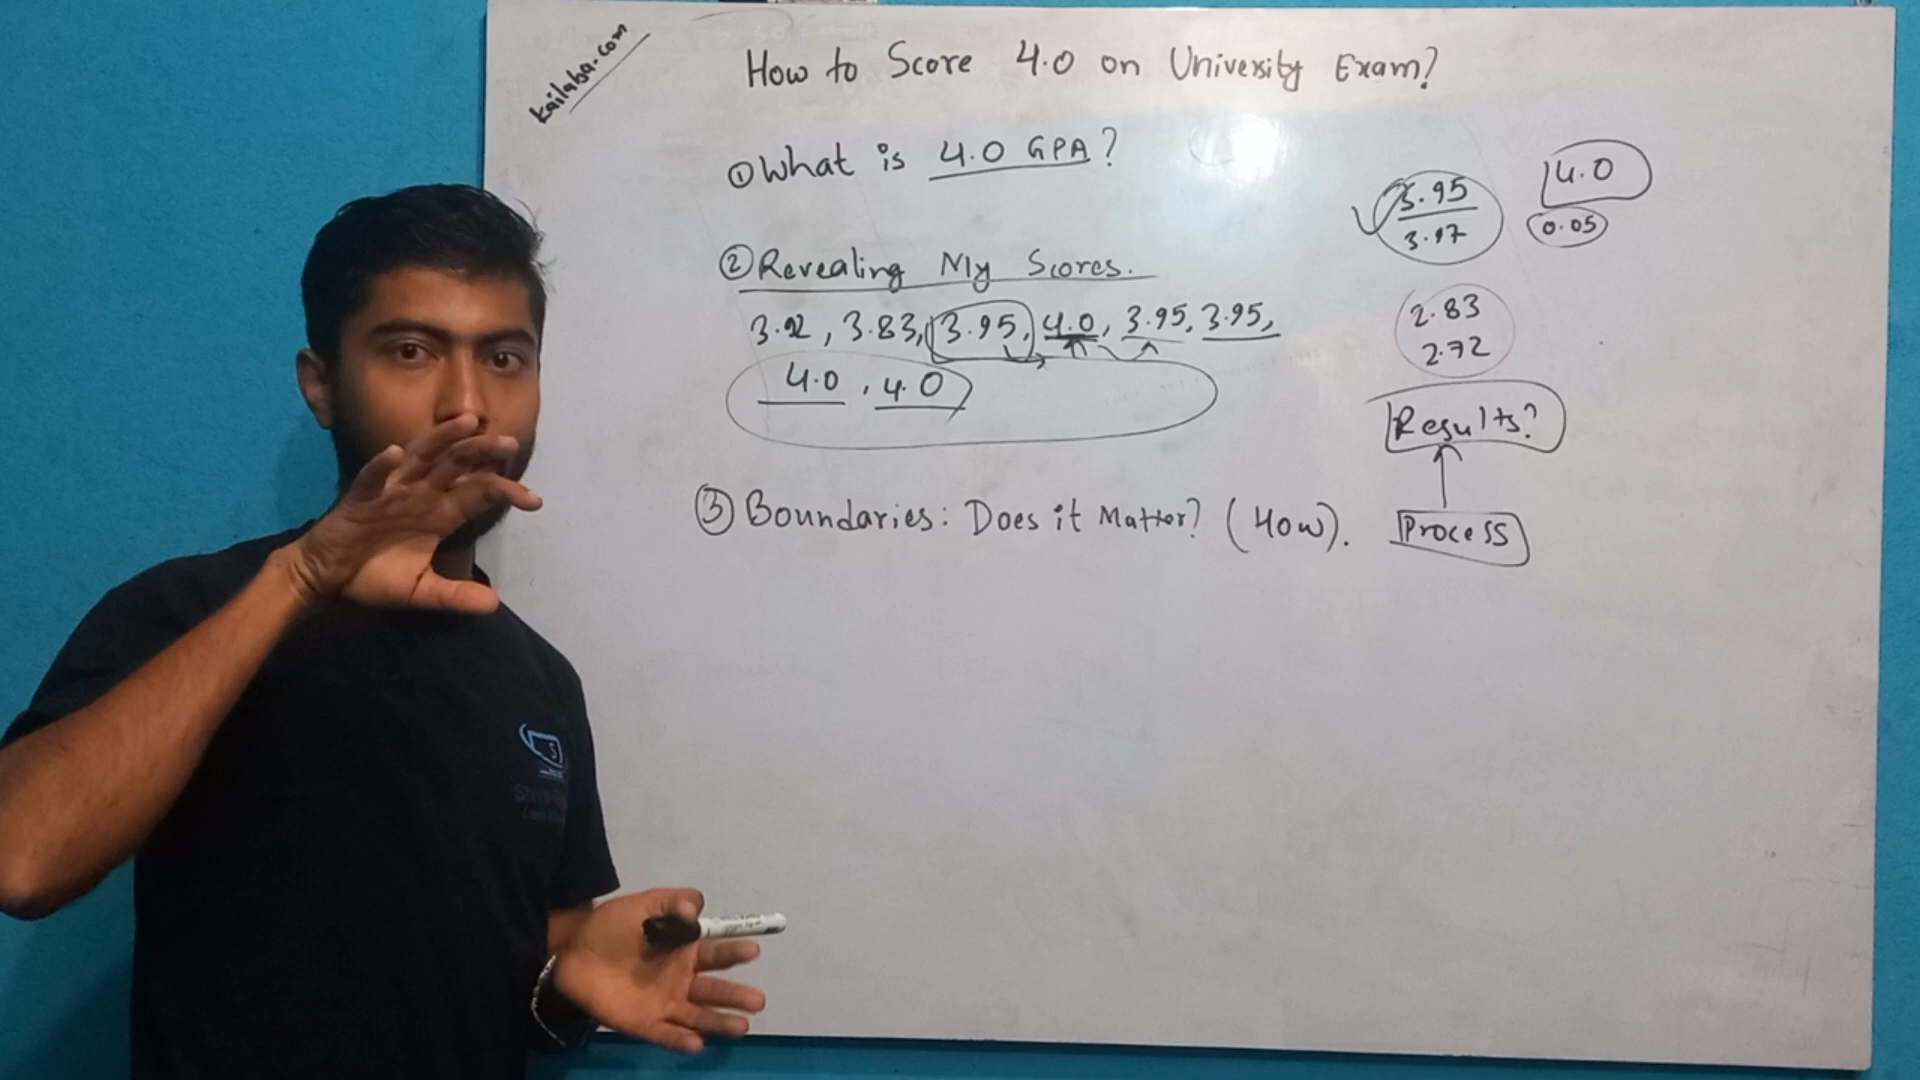 kailaba.com
How to Score 4.0 on University Exam?
① What is 4.0 GPA?
② Revealing My Scores.
3.92, 3.83, 3.95, 4.0, 3.95, 3.95,
4.0, 4.0
③ Boundaries: Does it Matter? (How).
3.95
3.97
4.0
0.05
2.83
2.72
Results?
Process
S